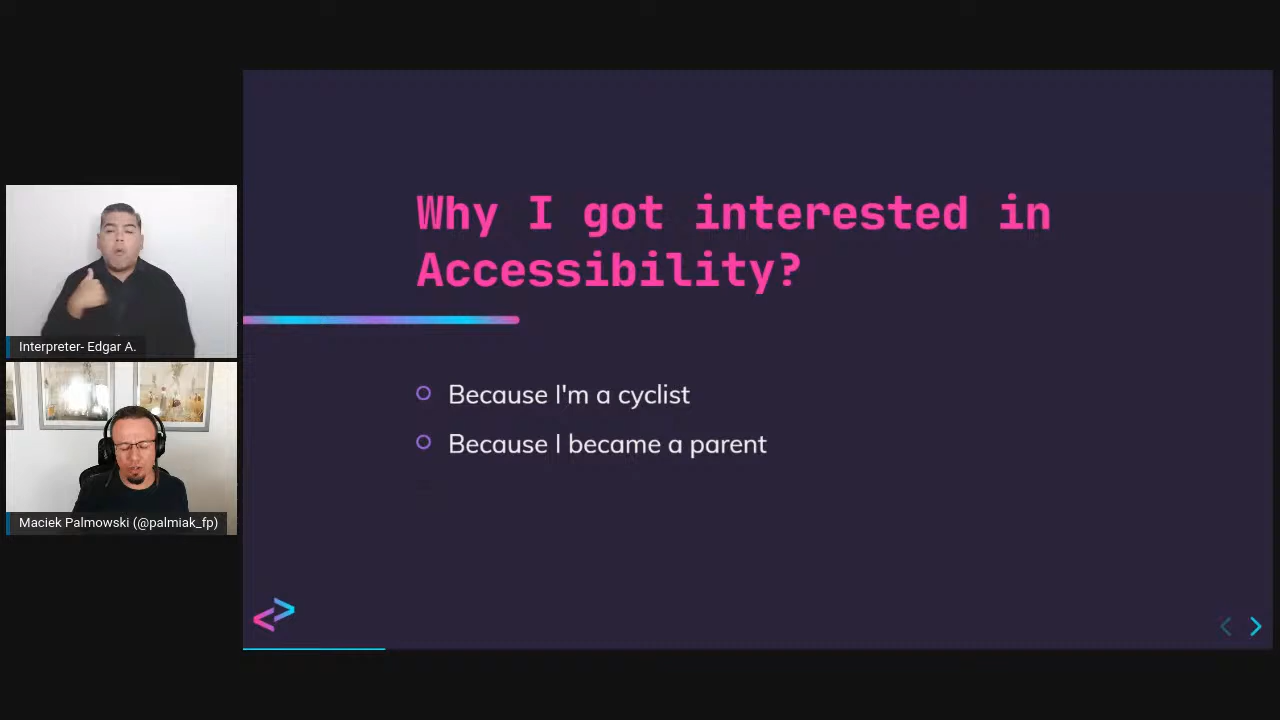 Why I got interested in
Accessibility?
Because I'm a cyclist
Because I became a parent
Interpreter- Edgar A.
Maciek Palmowski (@palmiak_fp)